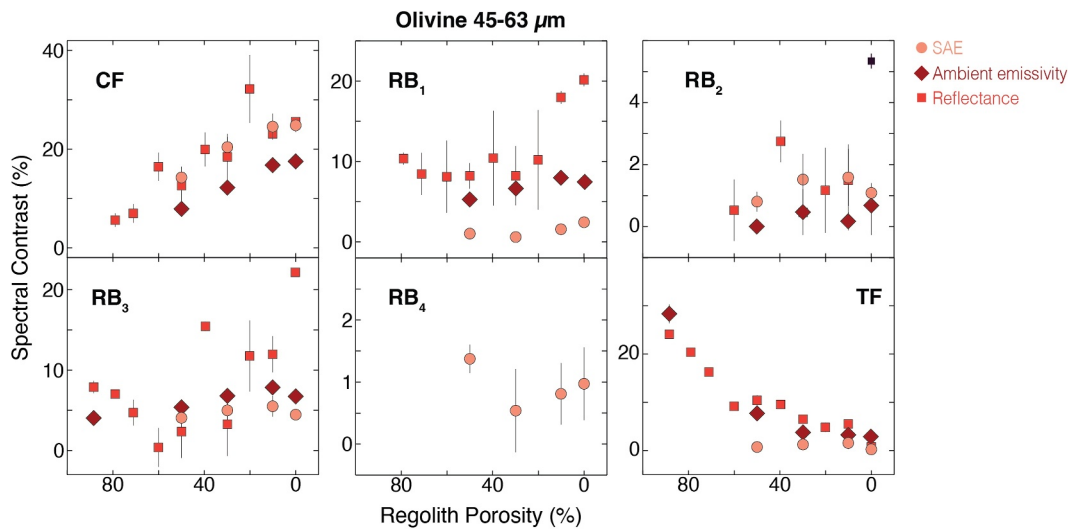 Olivine 45-63 µm
Spectral Contrast (%)
CF
40
20
0
RB1
20
10
0
RB2
4
2
0
SAE
Ambient emissivity
Reflectance
RB3
20
10
0
RB4
2
1
0
TF
20
0
80 40 0
80 40 0
80 40 0
Regolith Porosity (%)